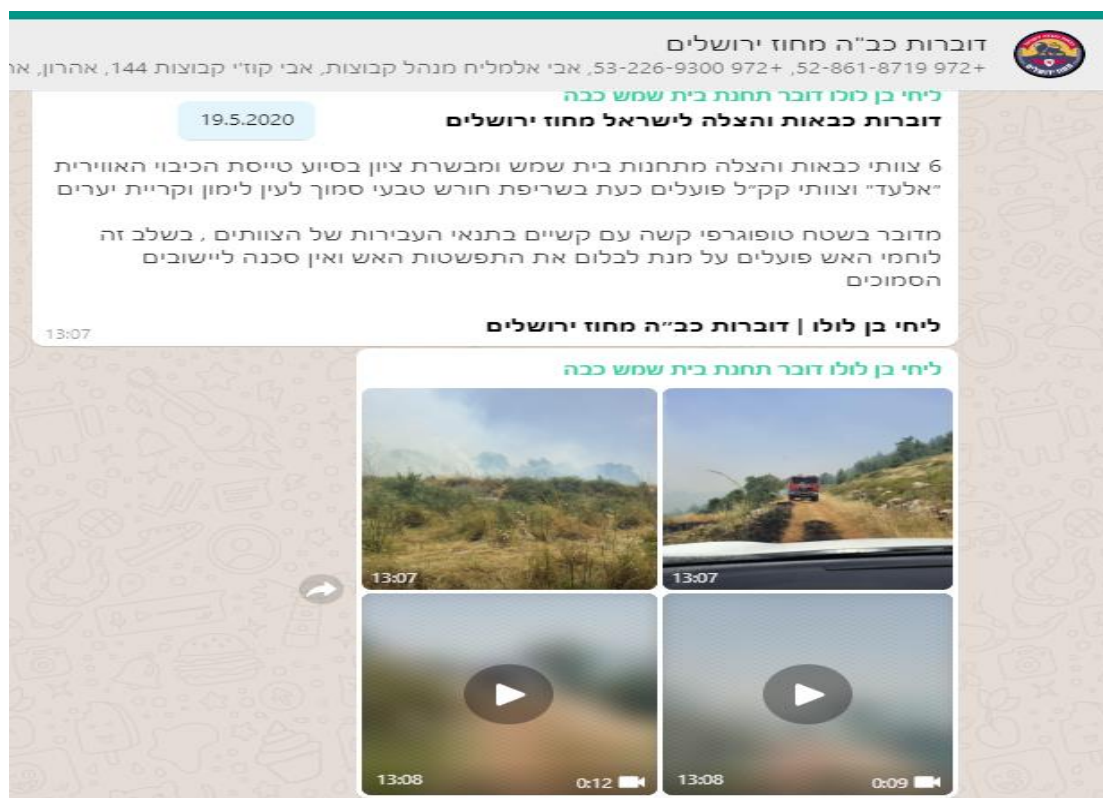 דוברות כב"ה מחוז ירושלים
+972 52-861-8719, +972 53-226-9300, אבי אלמליח מנהל קבוצות, אבי קוז'י קבוצות 144, אהרון, אר
ליחי בן לולו דובר תחנת בית שמש כבה
דוברות כבאות והצלה לישראל מחוז ירושלים
19.5.2020
6 צוותי כבאות והצלה מתחנות בית שמש ומבשרת ציון בסיוע טייסת הכיבוי האווירית
״אלעד״ וצוותי קק״ל פועלים כעת בשריפת חורש טבעי סמוך לעין לימון וקריית יערים
מדובר בשטח טופוגרפי קשה עם קשיים בתנאי העבירות של הצוותים , בשלב זה
לוחמי האש פועלים על מנת לבלום את התפשטות האש ואין סכנה ליישובים
הסמוכים
ליחי בן לולו | דוברות כב״ה מחוז ירושלים
13:07
ליחי בן לולו דובר תחנת בית שמש כבה
13:07
13:07
13:08
0:09
13:08
0:12